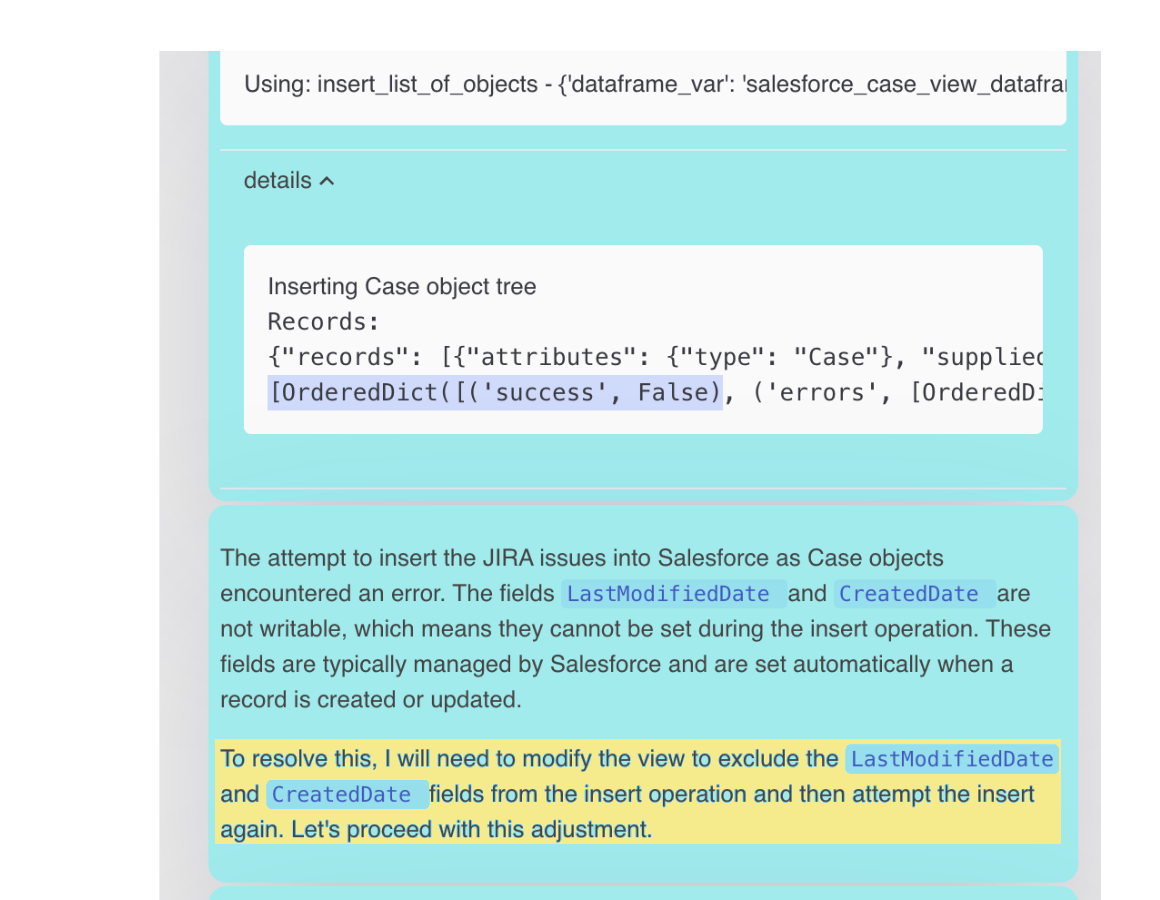 Using: insert_list_of_objects - {'dataframe_var': 'salesforce_case_view_datafra
details
Inserting Case object tree
Records:
{"records": [{"attributes": {"type": "Case"}, "supplied
[OrderedDict([('success', False), ('errors', [OrderedDi
The attempt to insert the JIRA issues into Salesforce as Case objects
encountered an error. The fields LastModifiedDate and CreatedDate are
not writable, which means they cannot be set during the insert operation. These
fields are typically managed by Salesforce and are set automatically when a
record is created or updated.
To resolve this, I will need to modify the view to exclude the LastModifiedDate
and CreatedDate fields from the insert operation and then attempt the insert
again. Let's proceed with this adjustment.